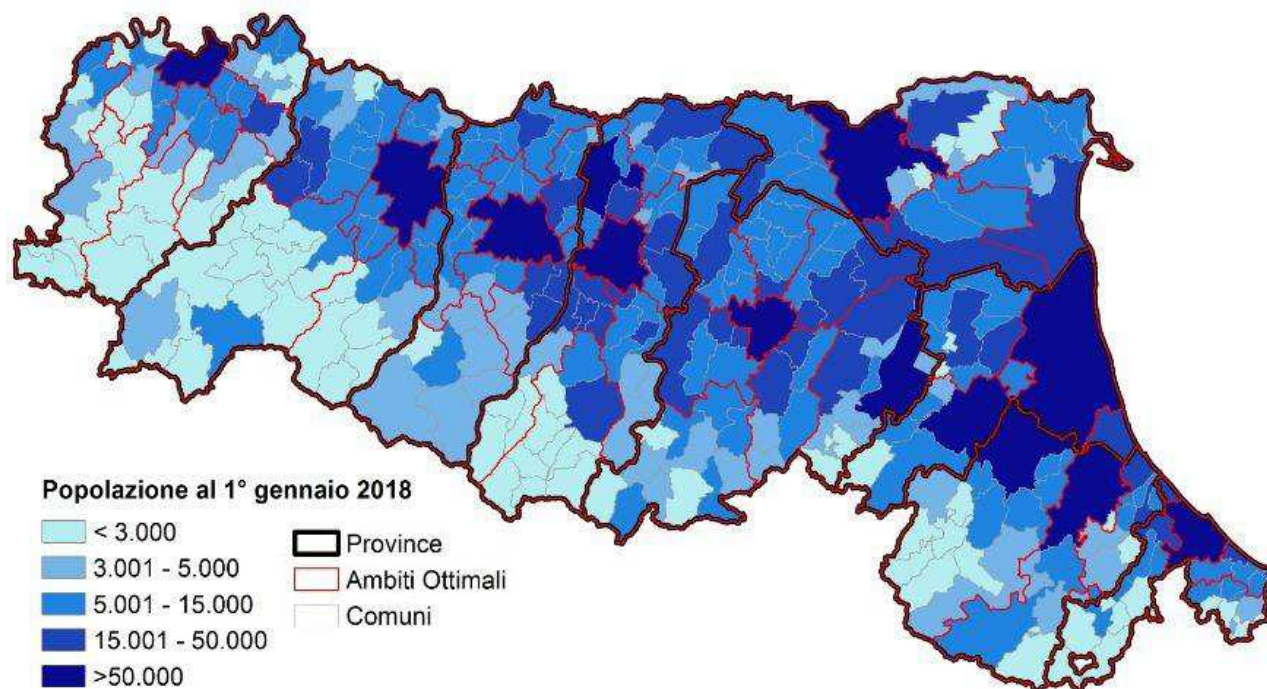 Popolazione al 1° gennaio 2018
< 3.000
3.001 - 5.000
5.001 - 15.000
15.001 - 50.000
>50.000
Province
Ambiti Ottimali
Comuni